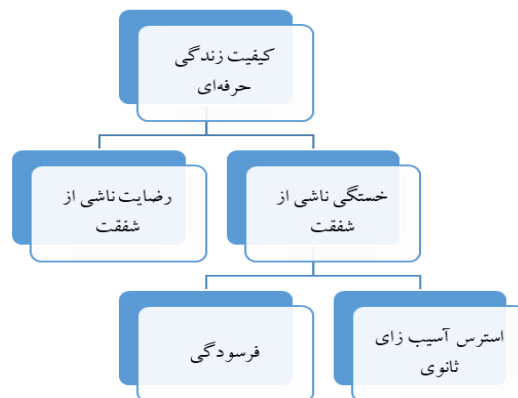 کیفیت زندگی
حرفه‌ای
خستگی ناشی از
شفقت
رضایت ناشی از
شفقت
استرس آسیب زای
ثانوی
فرسودگی